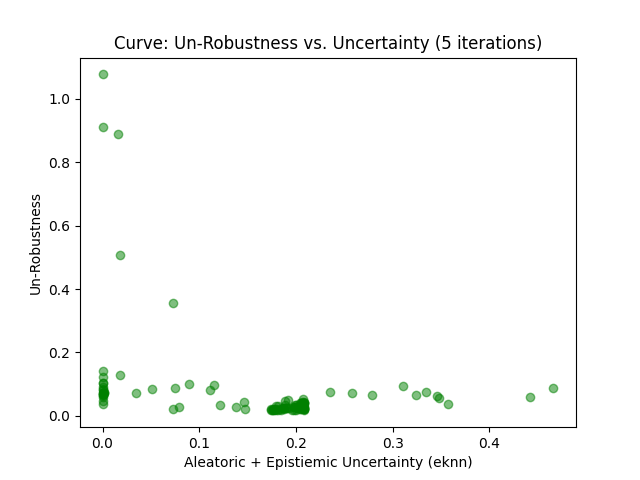 Curve: Un-Robustness vs. Uncertainty (5 iterations)
1.0
0.8
0.6
0.4
0.2
0.0
Un-Robustness
0.0 0.1 0.2 0.3 0.4
Aleatoric + Epistiemic Uncertainty (eknn)